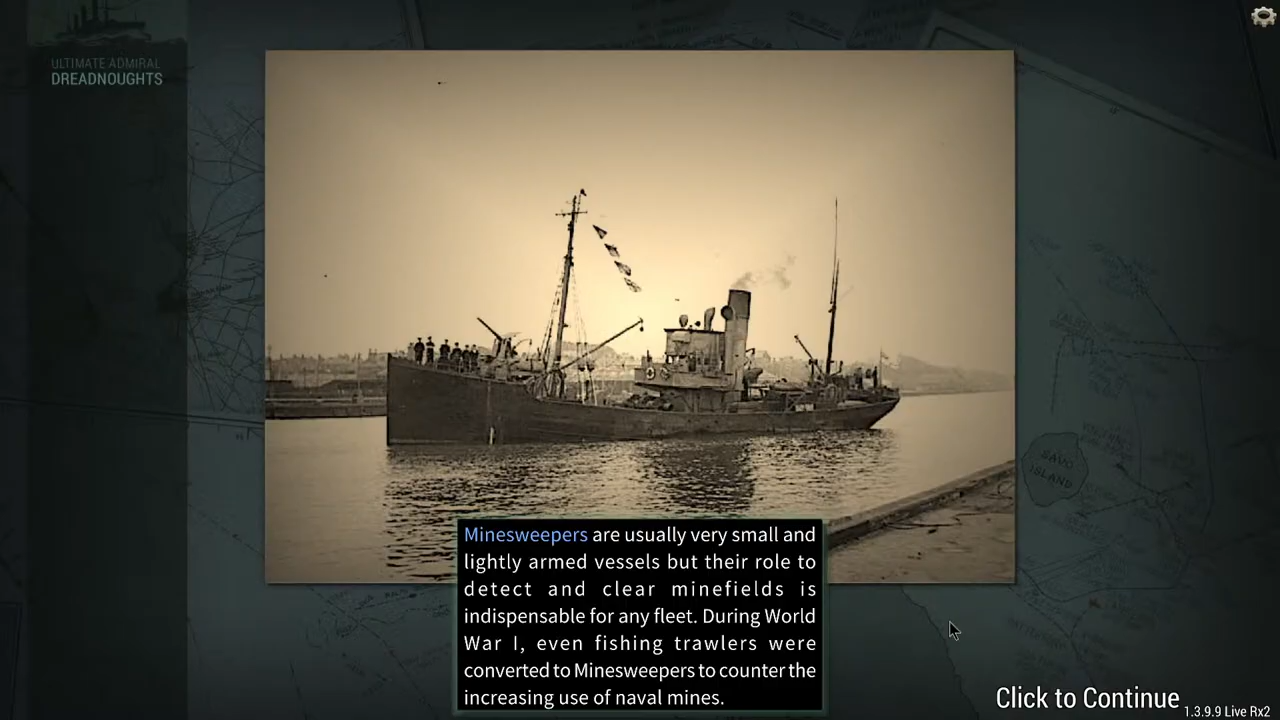 ULTIMATE ADMIRAL
DREADNOUGHTS
SAVO
ISLAND
Minesweepers are usually very small and
lightly armed vessels but their role to
detect and clear minefields is
indispensable for any fleet. During World
War I, even fishing trawlers were
converted to Minesweepers to counter the
increasing use of naval mines.
Click to Continue
1.3.9.9 Live Rx2